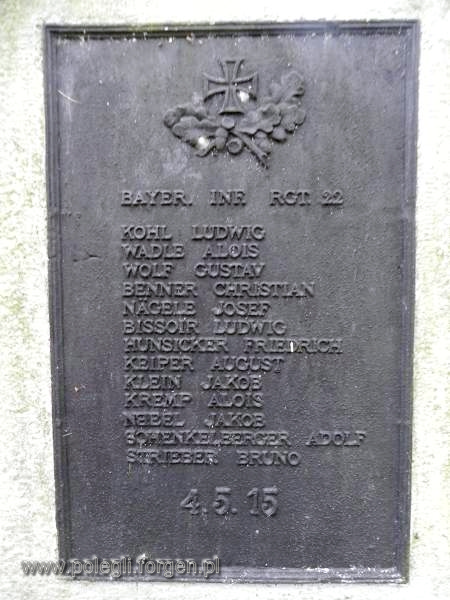 BAYER. INF. RGT. 22
KOHL LUDWIG
WADLE ALOIS
WOLF GUSTAV
BENNER CHRISTIAN
NÄGELE JOSEF
BISSOIR LUDWIG
HUNSICKER FRIEDRICH
KEIPER AUGUST
KLEIN JAKOB
KREMP ALOIS
NEBEL JAKOB
SCHENKELBERGER ADOLF
STRIEBER BRUNO
4.5.15
www.polegli.forgen.pl